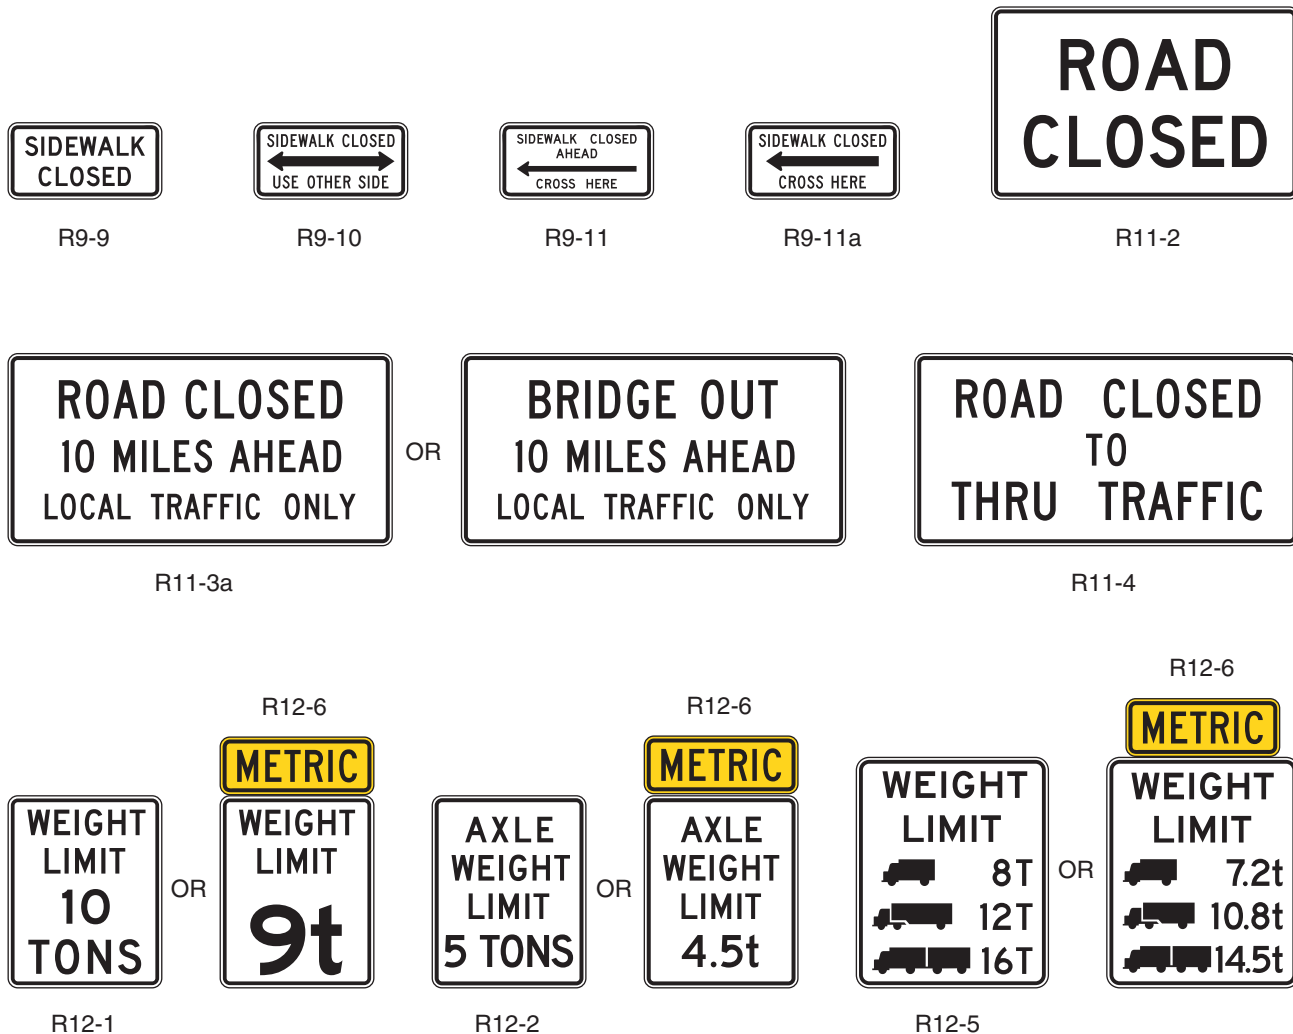 SIDEWALK
CLOSED
R9-9
SIDEWALK CLOSED
USE OTHER SIDE
R9-10
SIDEWALK CLOSED
AHEAD
CROSS HERE
R9-11
SIDEWALK CLOSED
CROSS HERE
R9-11a
ROAD
CLOSED
R11-2
ROAD CLOSED
10 MILES AHEAD
LOCAL TRAFFIC ONLY
R11-3a
OR
BRIDGE OUT
10 MILES AHEAD
LOCAL TRAFFIC ONLY
ROAD CLOSED
TO
THRU TRAFFIC
R11-4
WEIGHT
LIMIT
10
TONS
R12-1
OR
R12-6
METRIC
WEIGHT
LIMIT
9t
AXLE
WEIGHT
LIMIT
5 TONS
R12-2
OR
R12-6
METRIC
AXLE
WEIGHT
LIMIT
4.5t
WEIGHT
LIMIT
8T
12T
16T
R12-5
OR
R12-6
METRIC
WEIGHT
LIMIT
7.2t
10.8t
14.5t